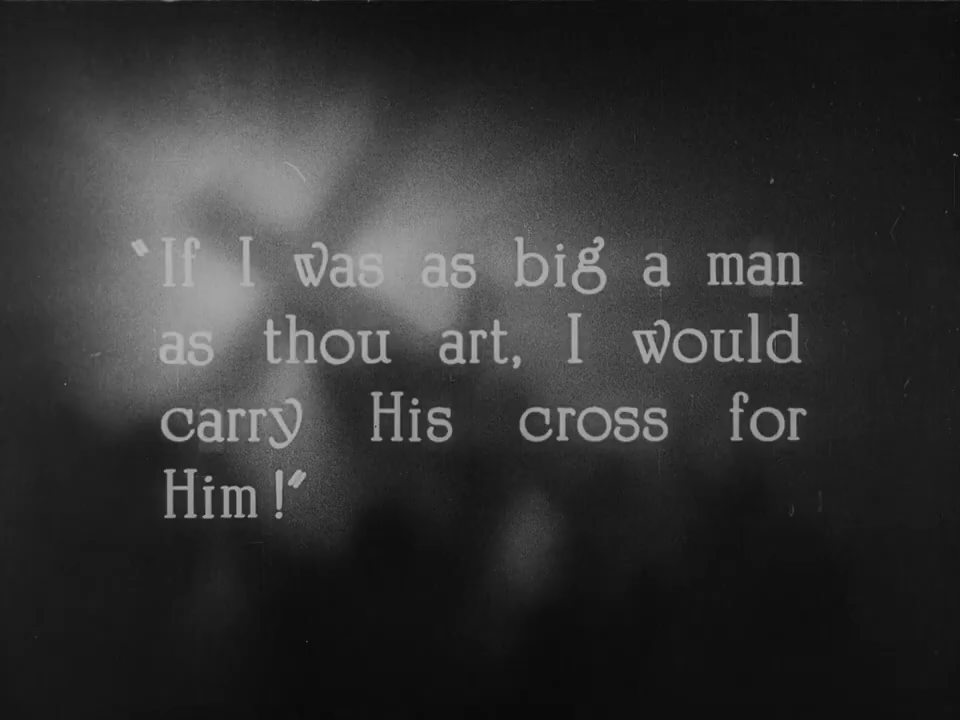 "If I was as big a man
as thou art, I would
carry His cross for
Him!"